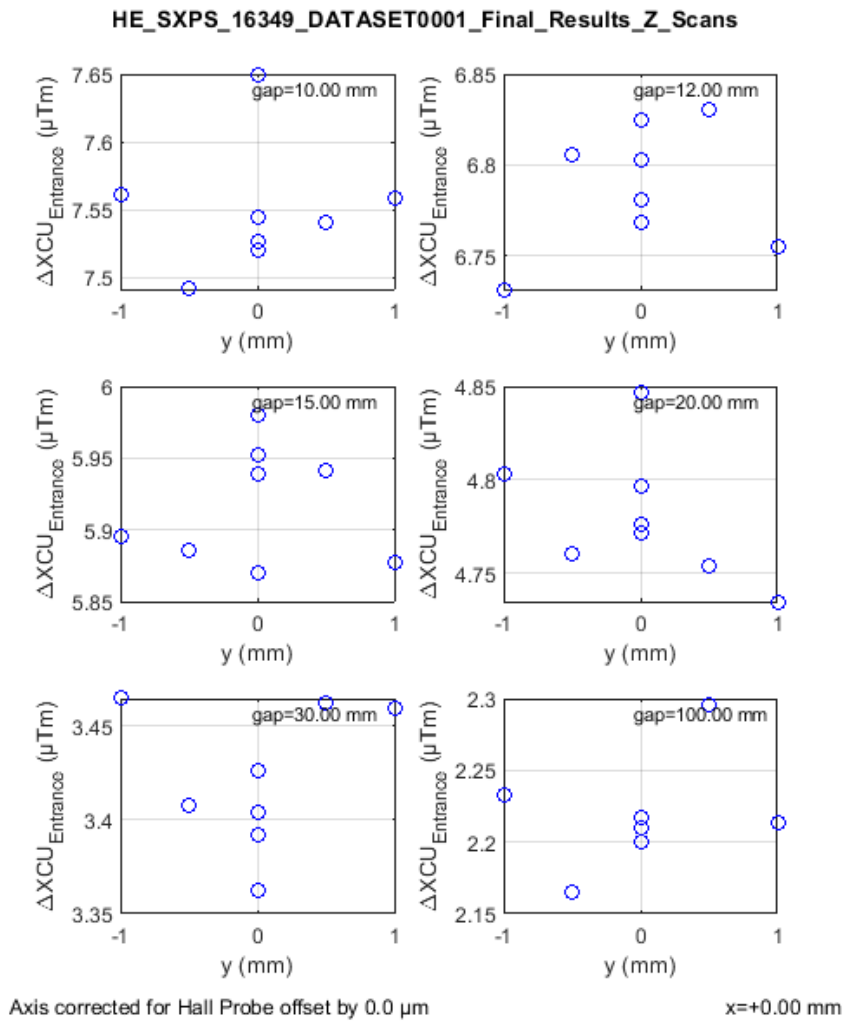 HE_SXPS_16349_DATASET0001_Final_Results_Z_Scans
ΔXCU_Entrance (μTm)
7.65
7.6
7.55
7.5
gap=10.00 mm
-1 0 1
y (mm)
ΔXCU_Entrance (μTm)
6.85
6.8
6.75
gap=12.00 mm
-1 0 1
y (mm)
ΔXCU_Entrance (μTm)
6
5.95
5.9
5.85
gap=15.00 mm
-1 0 1
y (mm)
ΔXCU_Entrance (μTm)
4.85
4.8
4.75
gap=20.00 mm
-1 0 1
y (mm)
ΔXCU_Entrance (μTm)
3.45
3.4
3.35
gap=30.00 mm
-1 0 1
y (mm)
ΔXCU_Entrance (μTm)
2.3
2.25
2.2
2.15
gap=100.00 mm
-1 0 1
y (mm)
Axis corrected for Hall Probe offset by 0.0 μm
x=+0.00 mm